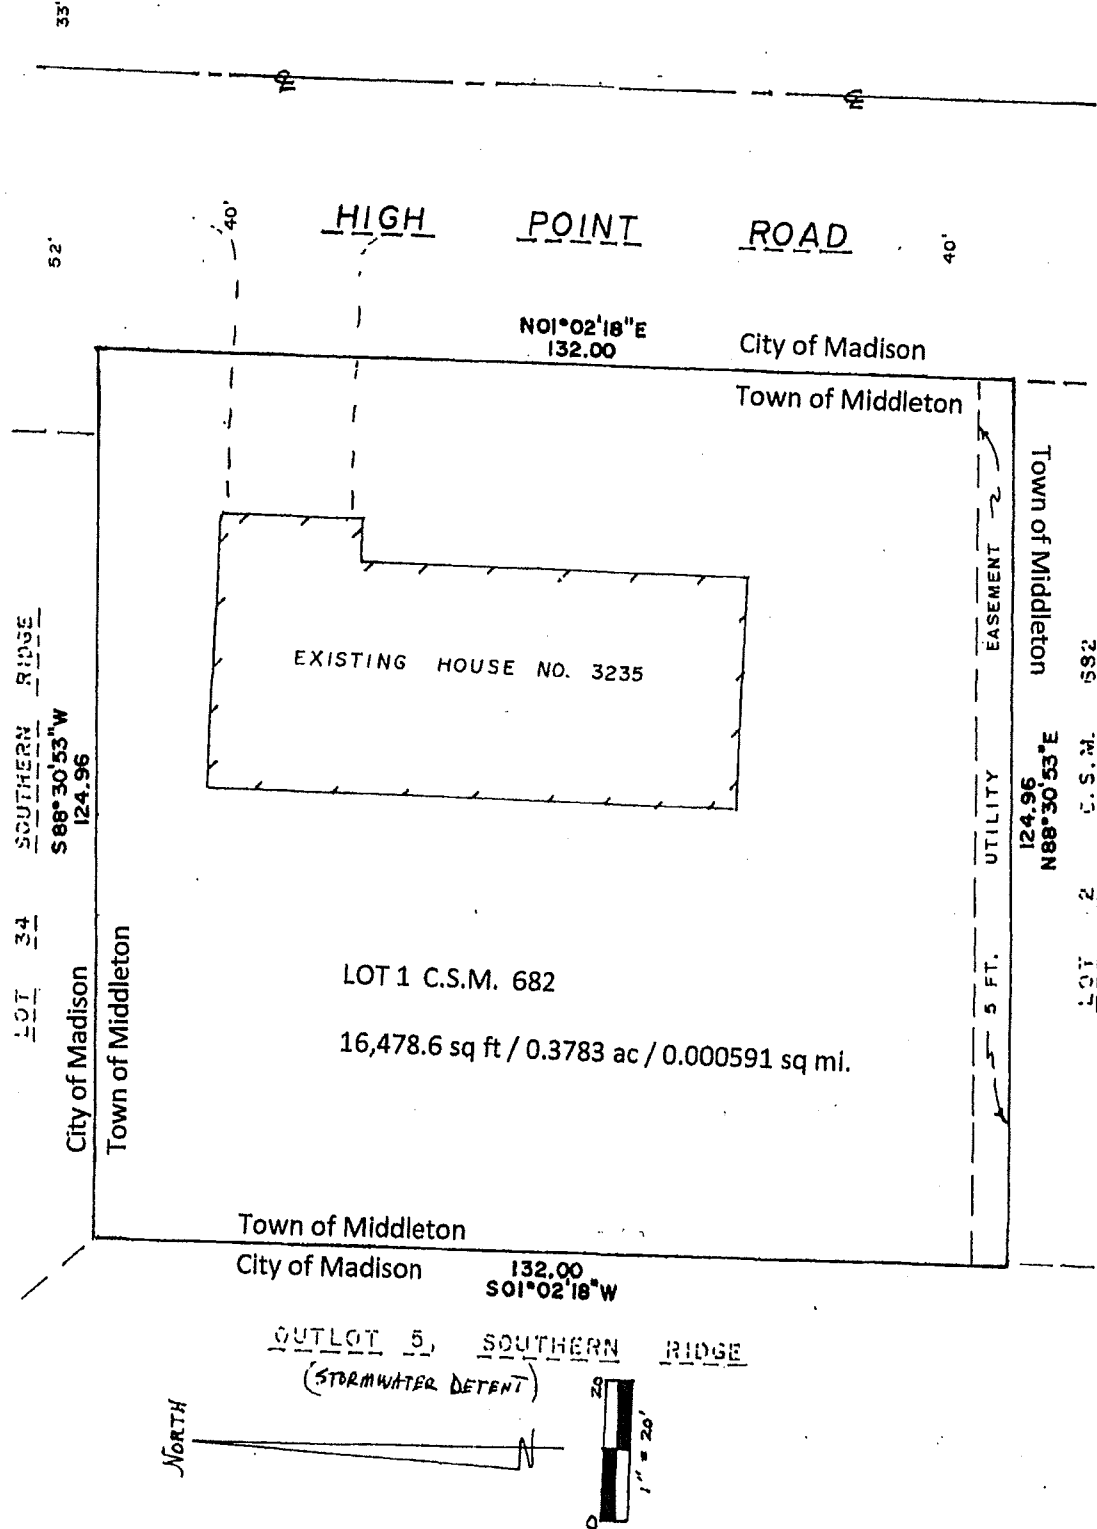 33'
52'
40'
HIGH POINT ROAD
40'
N01°02'18"E
132.00
City of Madison
Town of Middleton
EXISTING HOUSE NO. 3235
LOT 34 SOUTHERN RIDGE
S88°30'53"W
124.96
City of Madison
Town of Middleton
5 FT. UTILITY EASEMENT
Town of Middleton
124.96
N88°30'53"E
LOT 2 C.S.M. 682
LOT 1 C.S.M. 682
16,478.6 sq ft / 0.3783 ac / 0.000591 sq mi.
Town of Middleton
City of Madison
132.00
S01°02'18"W
OUTLOT 5, SOUTHERN RIDGE
(STORMWATER DETENT)
NORTH
N
0
20
1" = 20'